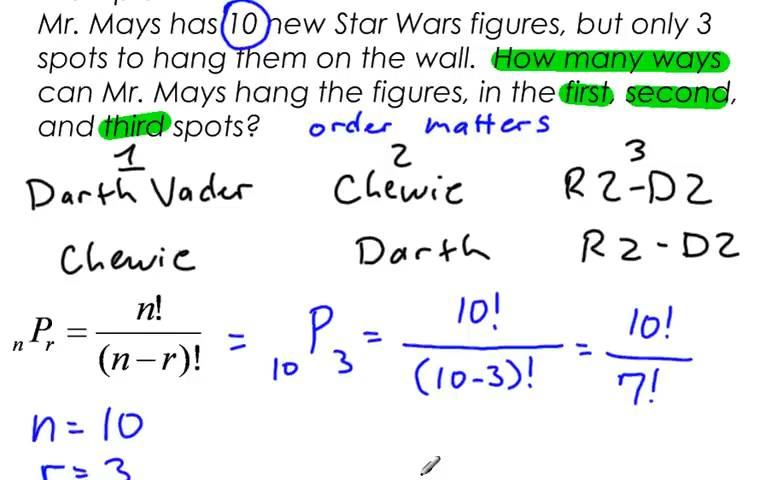 Mr. Mays has 10 new Star Wars figures, but only 3
spots to hang them on the wall. How many ways
can Mr. Mays hang the figures, in the first, second,
and third spots? order matters
1 2 3
Darth Vader Chewie R2-D2
Chewie Darth R2-D2
nPr = n!/(n-r)! = 10P3 = 10!/(10-3)! = 10!/7!
n = 10
r = 3